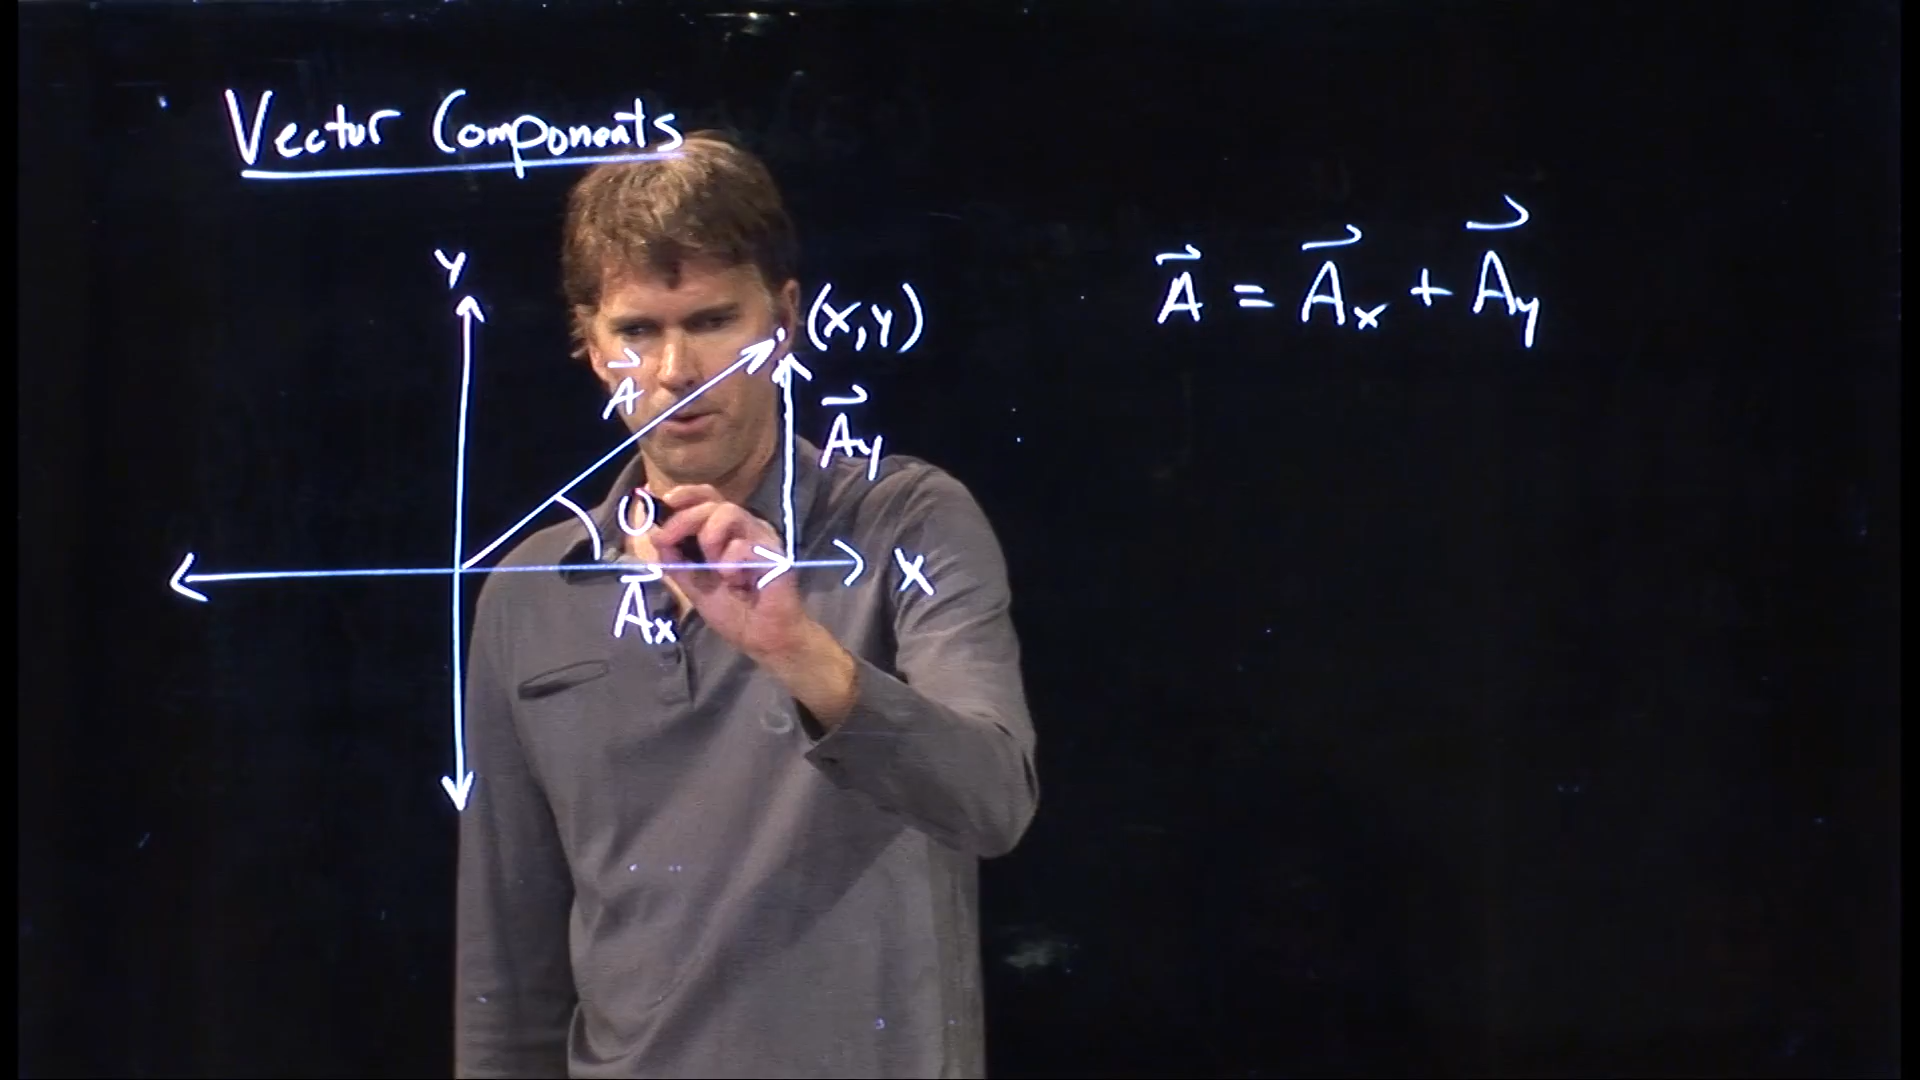 Vector Components
Y
(x,y)
A⃗
A⃗y
X
A⃗x
A⃗ = A⃗x + A⃗y